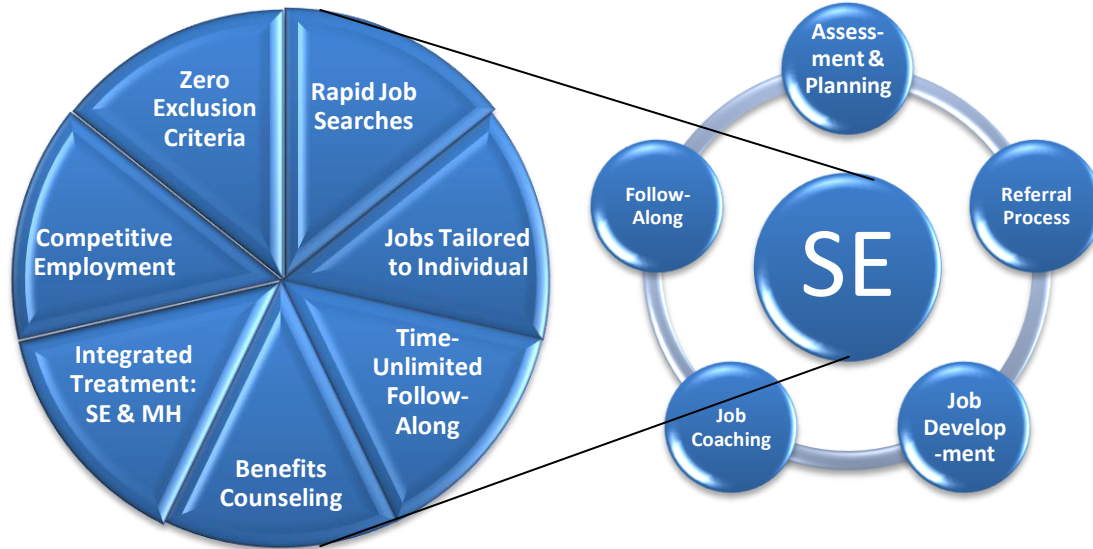 Zero
Exclusion
Criteria
Rapid Job
Searches
Jobs Tailored
to Individual
Time-
Unlimited
Follow-
Along
Benefits
Counseling
Integrated
Treatment:
SE & MH
Competitive
Employment
Assess-
ment &
Planning
Referral
Process
Job
Develop
-ment
Job
Coaching
Follow-
Along
SE